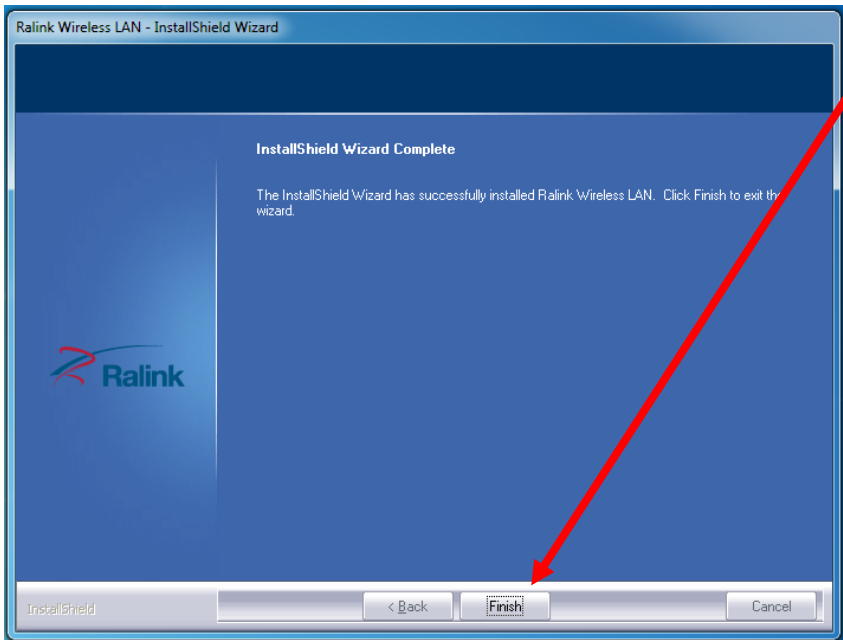 Ralink Wireless LAN - InstallShield Wizard
InstallShield Wizard Complete
The InstallShield Wizard has successfully installed Ralink Wireless LAN. Click Finish to exit the
wizard.
Ralink
InstallShield
< Back
Finish
Cancel